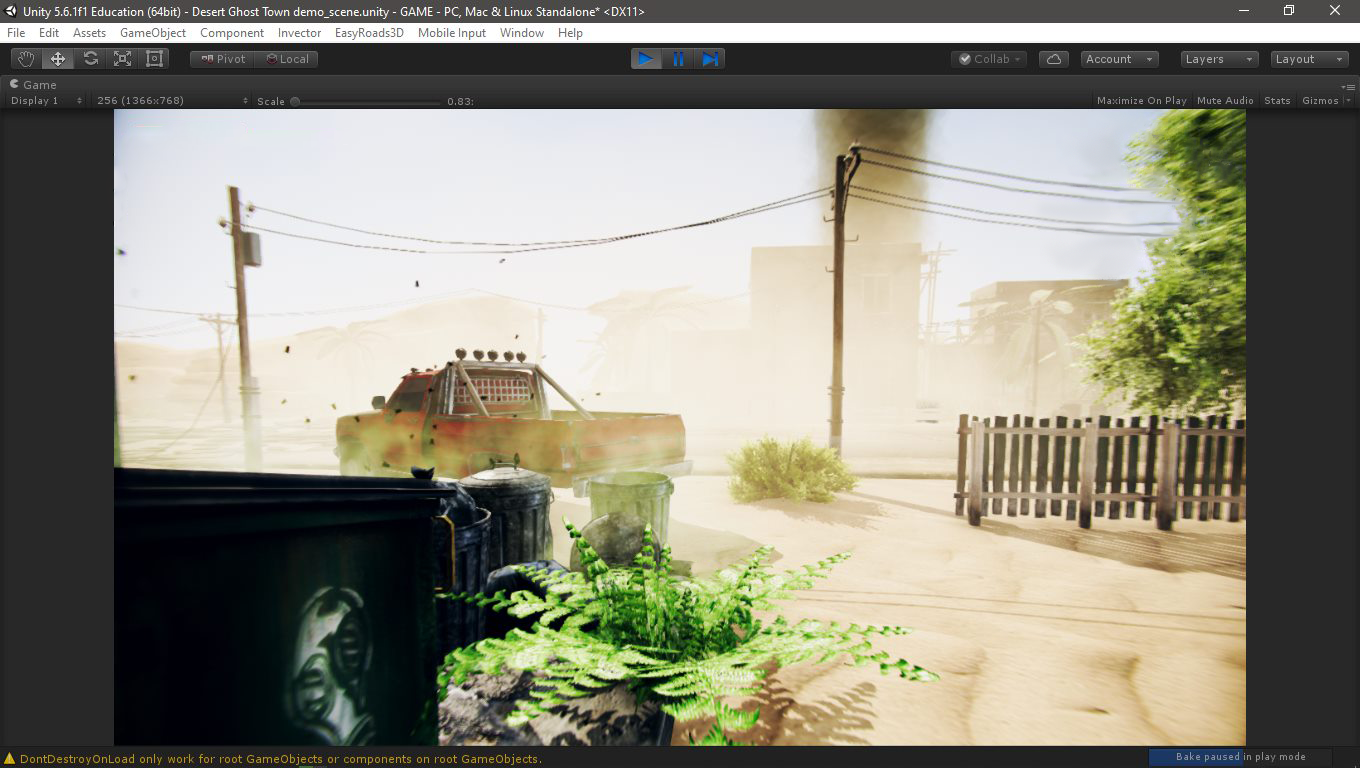 Unity 5.6.1f1 Education (64bit) - Desert Ghost Town demo_scene.unity - GAME - PC, Mac & Linux Standalone* <DX11>
File Edit Assets GameObject Component Invector EasyRoads3D Mobile Input Window Help
Pivot Local Collab Account Layers Layout
Game
Display 1 256 (1366x768) Scale 0.83: Maximize On Play Mute Audio Stats Gizmos
DontDestroyOnLoad only work for root GameObjects or components on root GameObjects. Bake paused in play mode